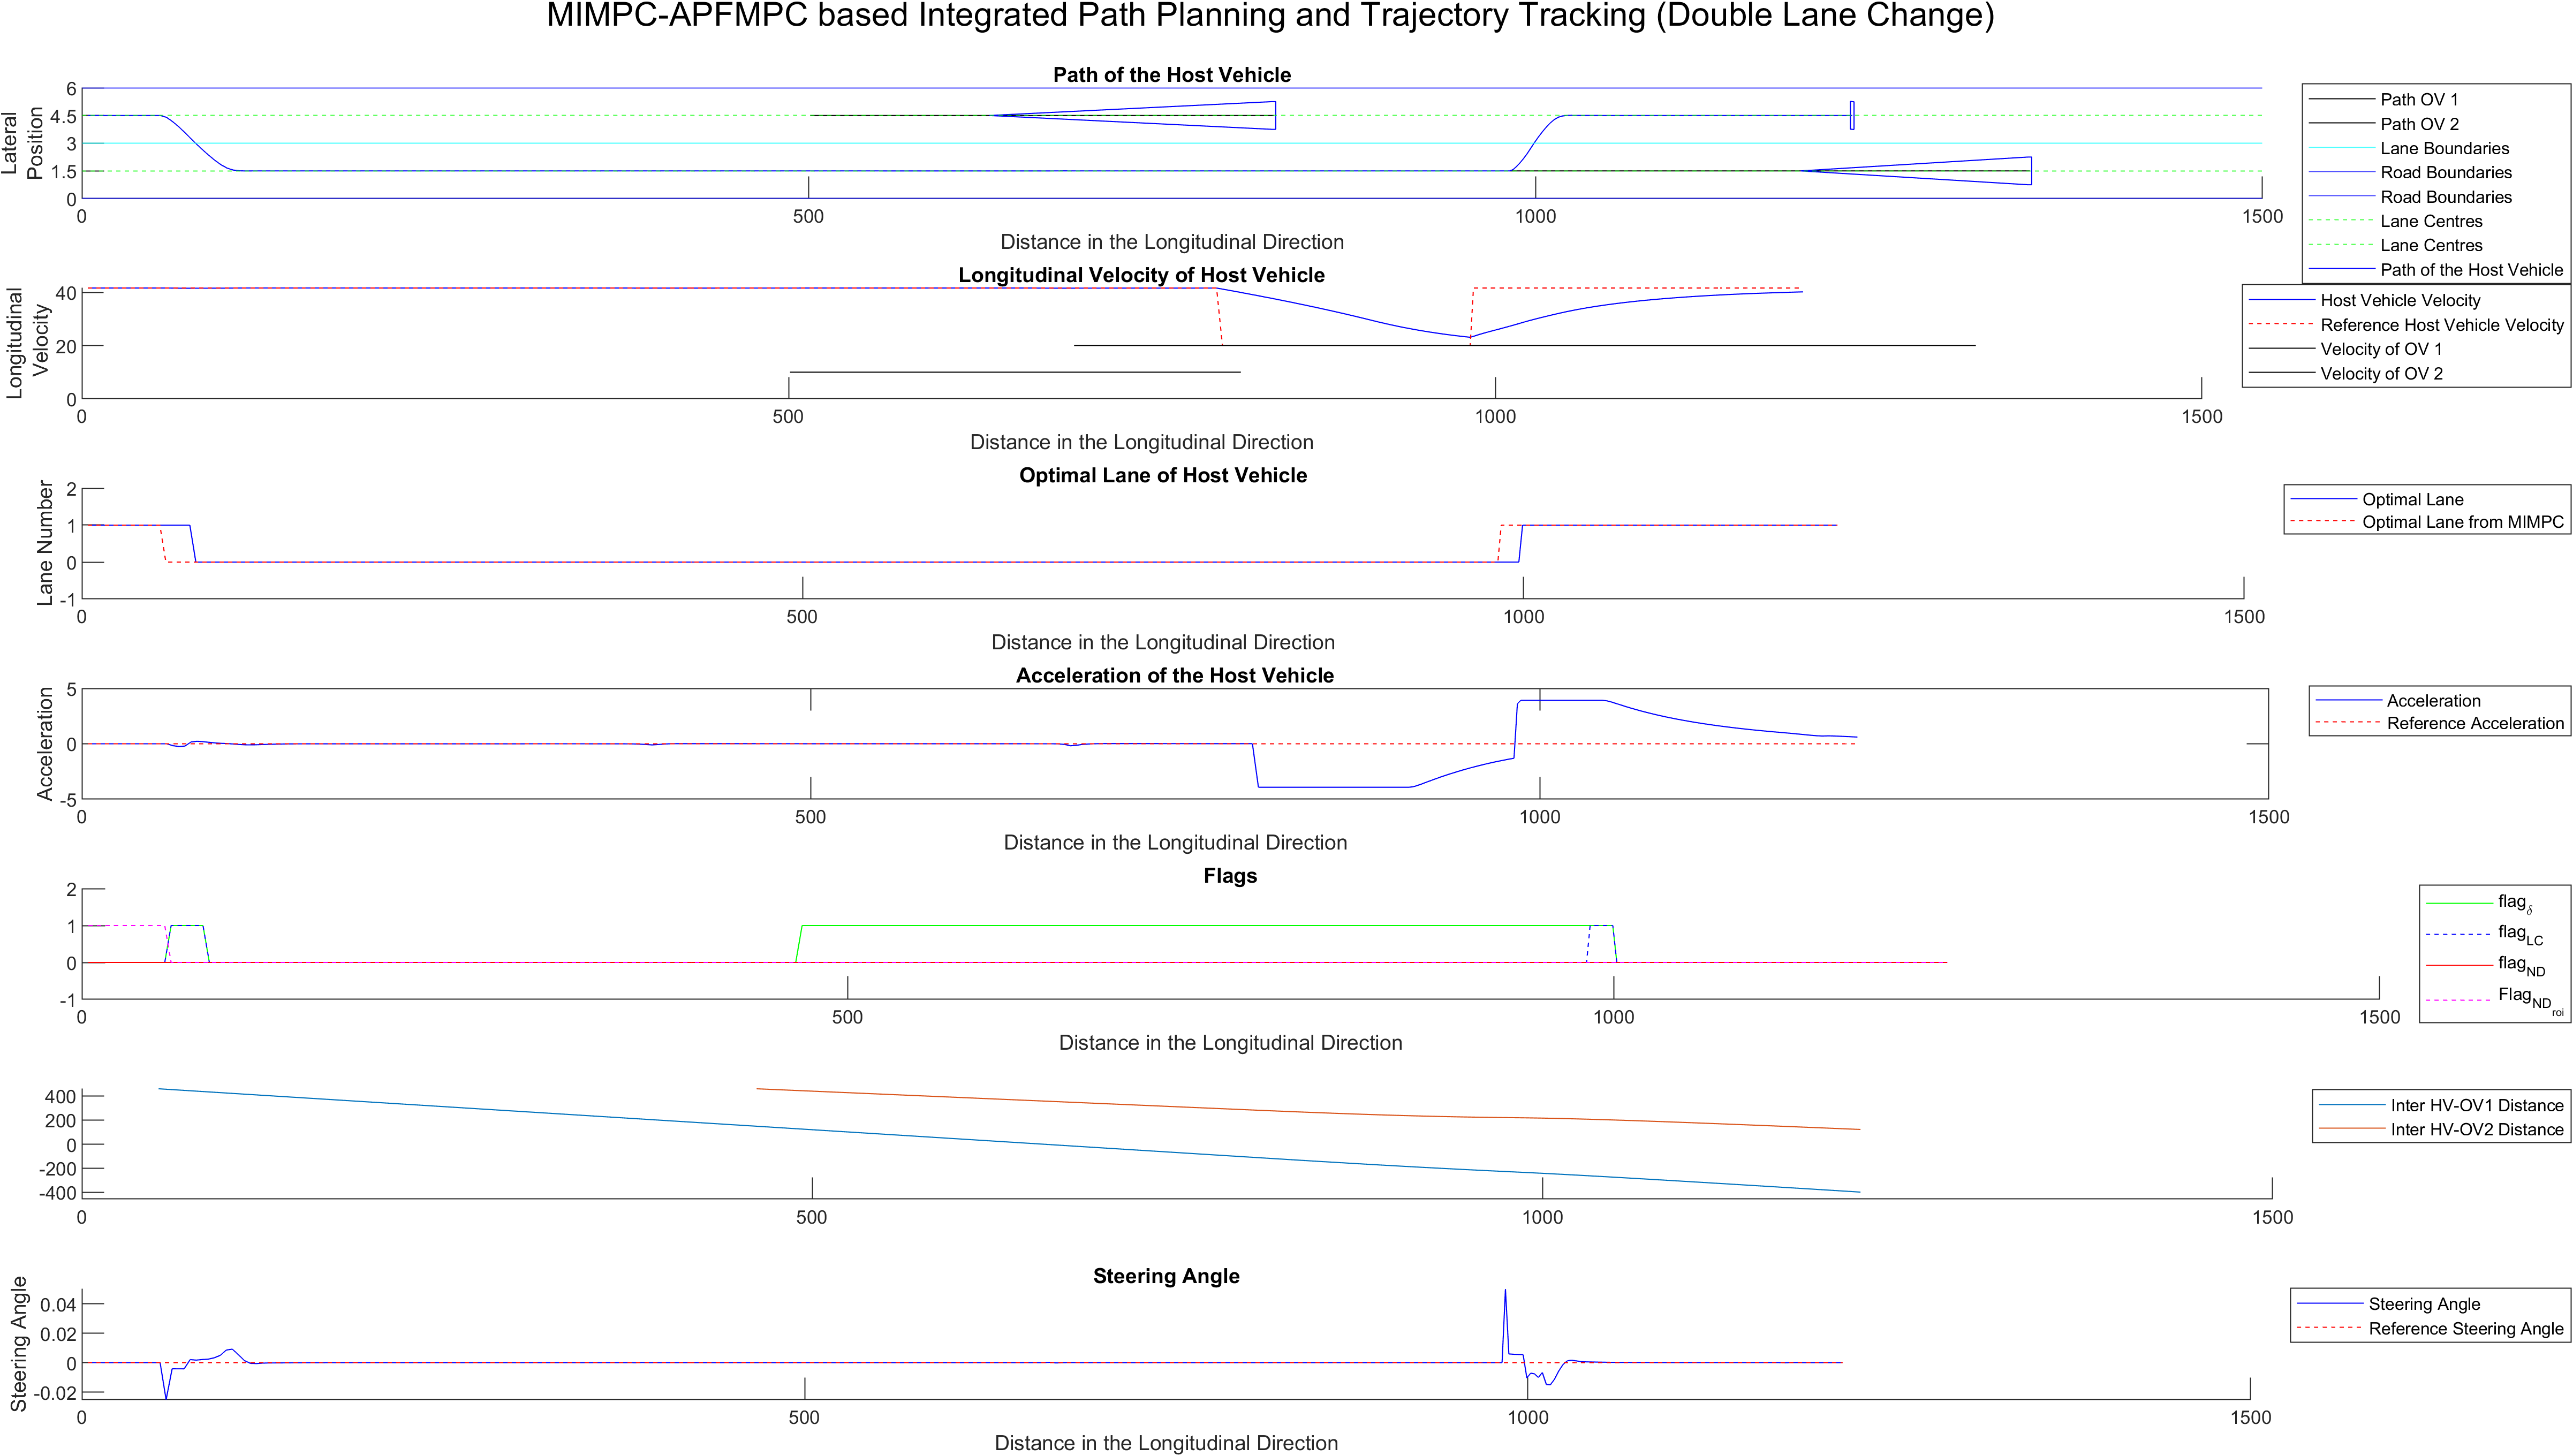 MIMPC-APFMPC based Integrated Path Planning and Trajectory Tracking (Double Lane Change)
Path of the Host Vehicle
Lateral
Position
6
4.5
3
1.5
0
0
500
1000
1500
Distance in the Longitudinal Direction
Path OV 1
Path OV 2
Lane Boundaries
Road Boundaries
Road Boundaries
Lane Centres
Lane Centres
Path of the Host Vehicle
Longitudinal Velocity of Host Vehicle
Longitudinal
Velocity
40
20
0
0
500
1000
1500
Distance in the Longitudinal Direction
Host Vehicle Velocity
Reference Host Vehicle Velocity
Velocity of OV 1
Velocity of OV 2
Optimal Lane of Host Vehicle
Lane Number
2
1
0
-1
0
500
1000
1500
Distance in the Longitudinal Direction
Optimal Lane
Optimal Lane from MIMPC
Acceleration of the Host Vehicle
Acceleration
5
0
-5
0
500
1000
1500
Distance in the Longitudinal Direction
Acceleration
Reference Acceleration
Flags
2
1
0
-1
0
500
1000
1500
Distance in the Longitudinal Direction
flag δ
flag LC
flag ND
Flag ND roi
400
200
0
-200
-400
0
500
1000
1500
Inter HV-OV1 Distance
Inter HV-OV2 Distance
Steering Angle
Steering Angle
0.04
0.02
0
-0.02
0
500
1000
1500
Distance in the Longitudinal Direction
Steering Angle
Reference Steering Angle